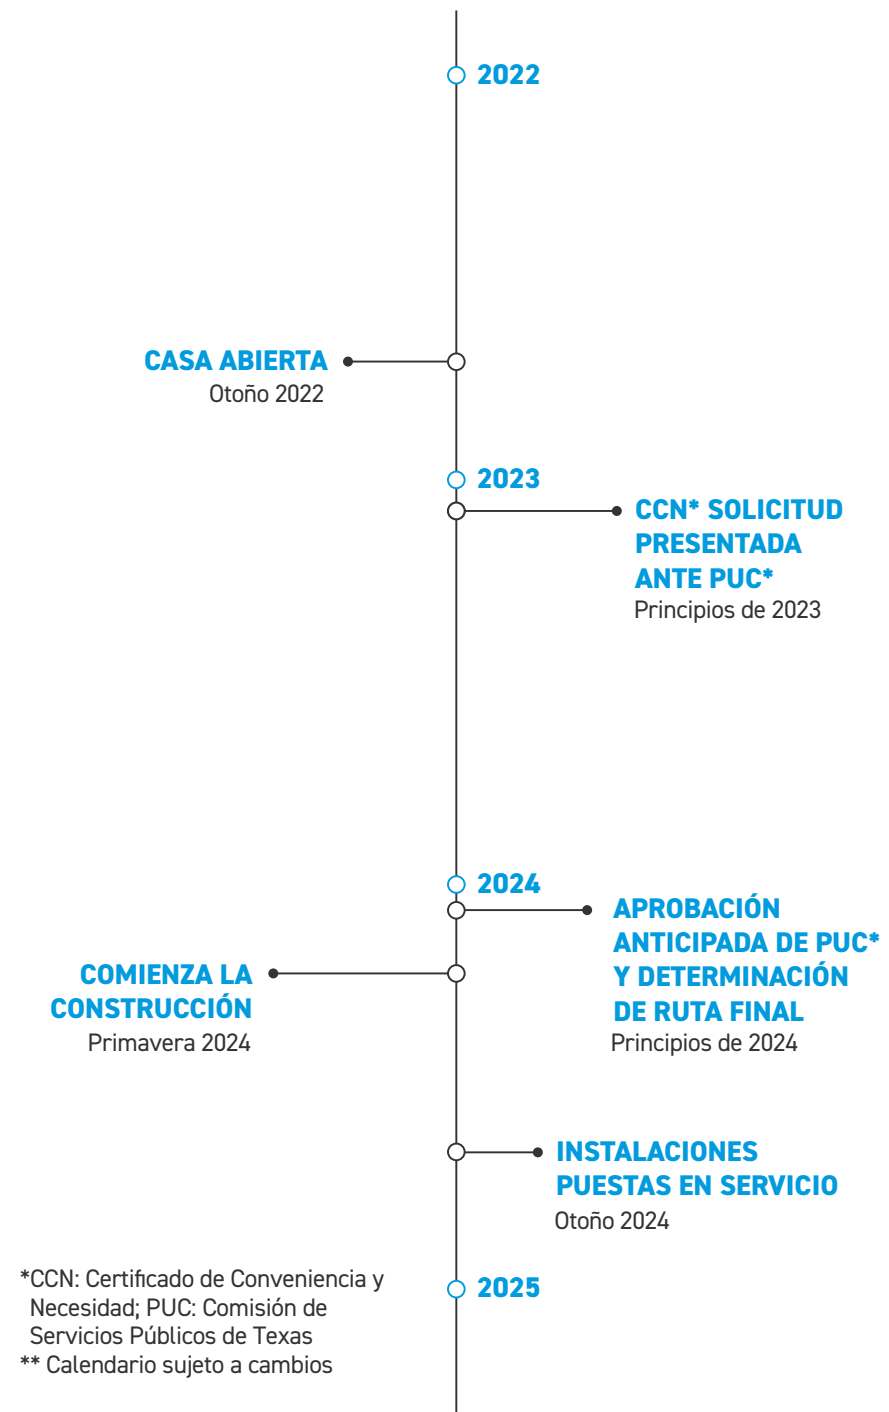 2022
CASA ABIERTA
Otoño 2022
2023
CCN* SOLICITUD
PRESENTADA
ANTE PUC*
Principios de 2023
2024
APROBACIÓN
ANTICIPADA DE PUC*
Y DETERMINACIÓN
DE RUTA FINAL
Principios de 2024
COMIENZA LA
CONSTRUCCIÓN
Primavera 2024
INSTALACIONES
PUESTAS EN SERVICIO
Otoño 2024
2025
*CCN: Certificado de Conveniencia y
Necesidad; PUC: Comisión de
Servicios Públicos de Texas
** Calendario sujeto a cambios